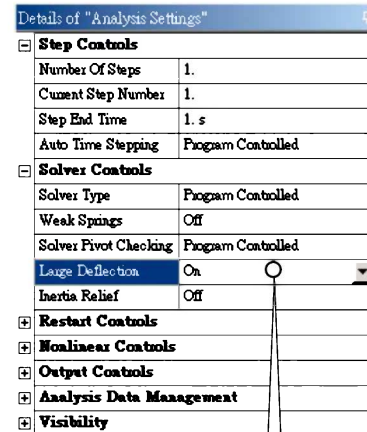 Details of "Analysis Settings"
Step Controls
Number Of Steps 1.
Current Step Number 1.
Step End Time 1. s
Auto Time Stepping Program Controlled
Solver Controls
Solver Type Program Controlled
Weak Springs Off
Solver Pivot Checking Program Controlled
Large Deflection On
Inertia Relief Off
Restart Controls
Nonlinear Controls
Output Controls
Analysis Data Management
Visibility